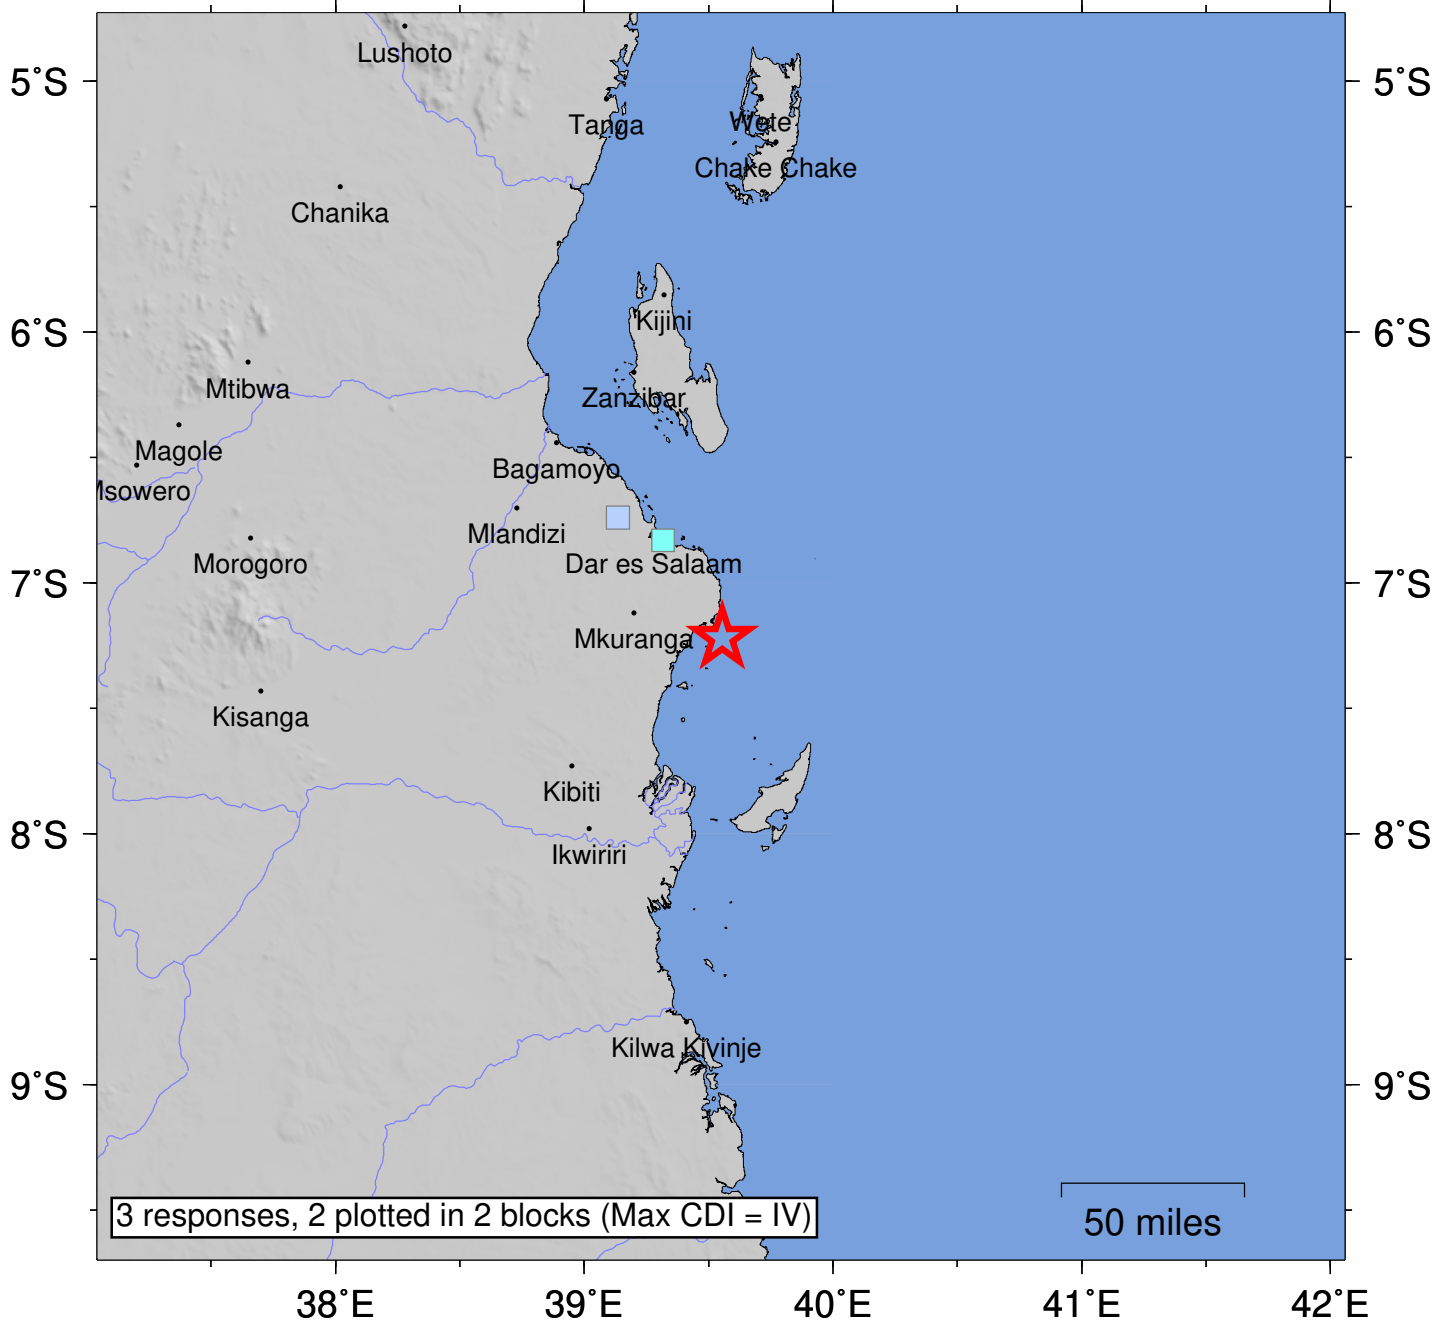 Lushoto
5°S
5°S
Tanga
Wete
Chake Chake
Chanika
6°S
Kijini
6°S
Mtibwa
Zanzibar
Magole
Bagamoyo
Msowero
Mlandizi
Morogoro
Dar es Salaam
7°S
7°S
Mkuranga
Kisanga
Kibiti
8°S
8°S
Ikwiriri
Kilwa Kivinje
9°S
9°S
3 responses, 2 plotted in 2 blocks (Max CDI = IV)
50 miles
38°E
39°E
40°E
41°E
42°E